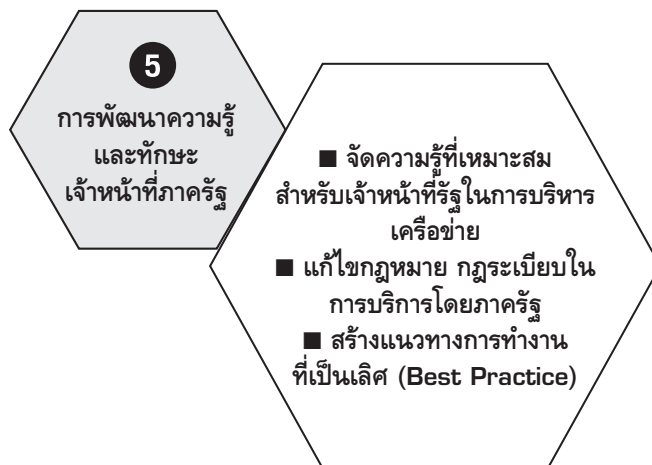 5
การพัฒนาความรู้
และทักษะ
เจ้าหน้าที่ภาครัฐ
■ จัดความรู้ที่เหมาะสม
สำหรับเจ้าหน้าที่รัฐในการบริหาร
เครือข่าย
■ แก้ไขกฎหมาย กฎระเบียบใน
การบริการโดยภาครัฐ
■ สร้างแนวทางการทำงาน
ที่เป็นเลิศ (Best Practice)